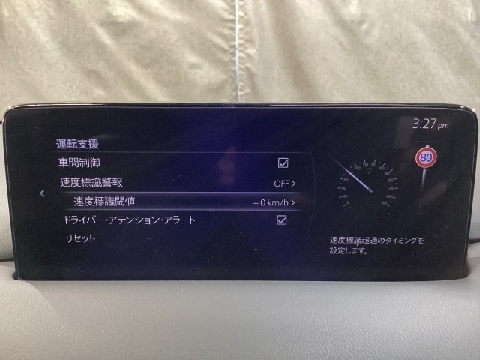 3:27 pm
運転支援
車間制御
速度標識警報 OFF
速度標識閾値 +0km/h
ドライバー・アテンション・アラート
リセット
速度標識超過のタイミングを
設定します。